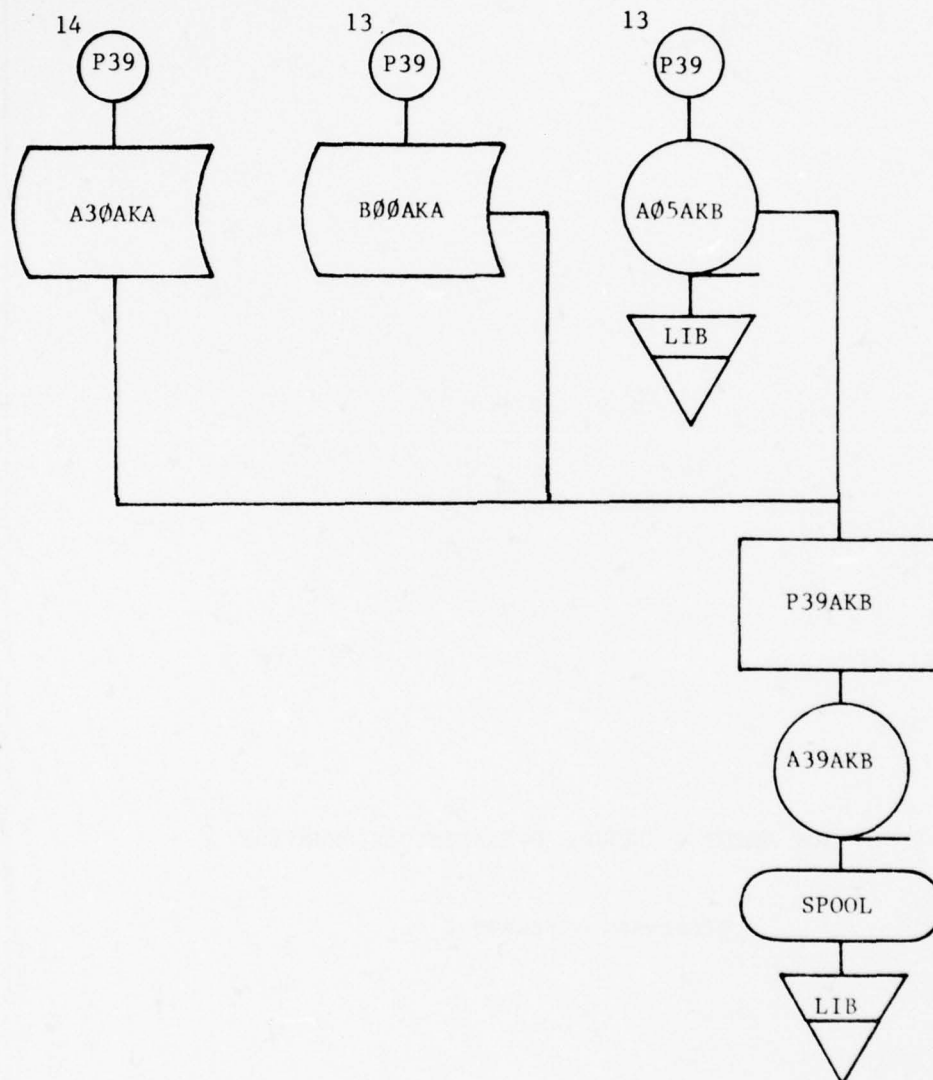 14
P39
13
P39
13
P39
A3ØAKA
BØØAKA
AØ5AKB
LIB
P39AKB
A39AKB
SPOOL
LIB